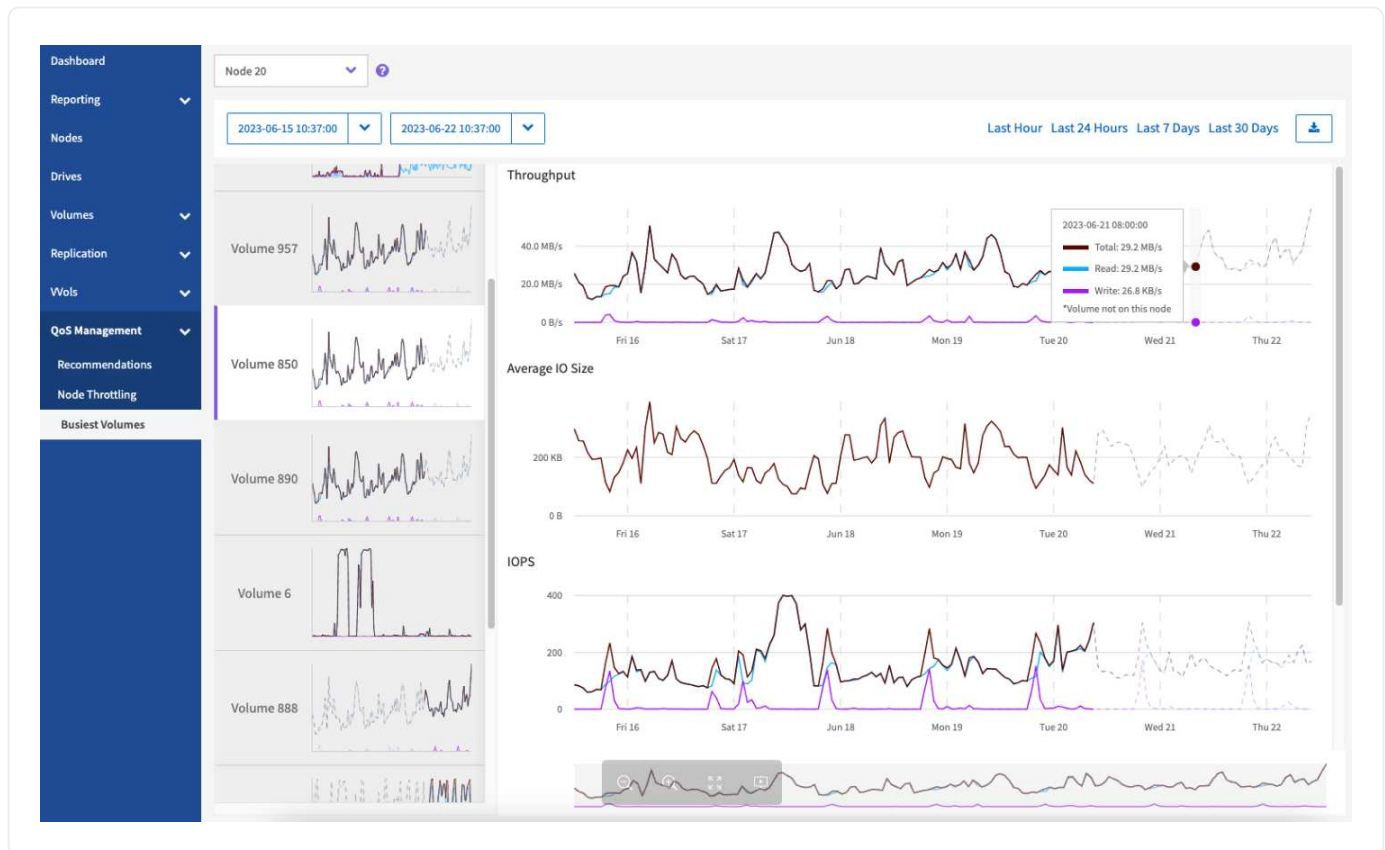 Dashboard
Reporting
Nodes
Drives
Volumes
Replication
VVols
QoS Management
Recommendations
Node Throttling
Busiest Volumes
Node 20
?
2023-06-15 10:37:00
2023-06-22 10:37:00
Last Hour Last 24 Hours Last 7 Days Last 30 Days
Volume 957
Volume 850
Volume 890
Volume 6
Volume 888
Throughput
40.0 MB/s
20.0 MB/s
0 B/s
2023-06-21 08:00:00
Total: 29.2 MB/s
Read: 29.2 MB/s
Write: 26.8 KB/s
*Volume not on this node
Fri 16 Sat 17 Jun 18 Mon 19 Tue 20 Wed 21 Thu 22
Average IO Size
200 KB
0 B
Fri 16 Sat 17 Jun 18 Mon 19 Tue 20 Wed 21 Thu 22
IOPS
400
200
0
Fri 16 Sat 17 Jun 18 Mon 19 Tue 20 Wed 21 Thu 22